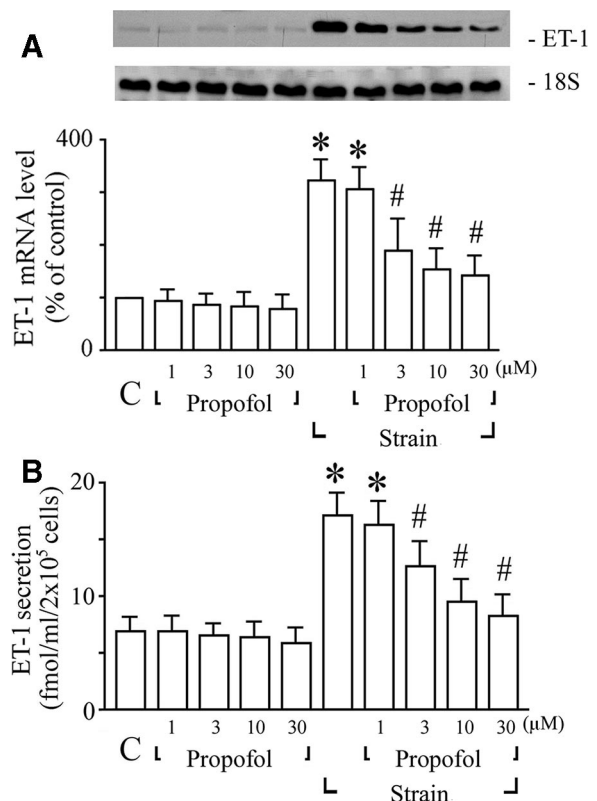 A
- ET-1
- 18S
400
0
ET-1 mRNA level
(% of control)
* * # # #
1 3 10 30 1 3 10 30 (µM)
C Propofol Propofol
Strain
B
20
10
0
ET-1 secretion
(fmol/ml/2x10⁵ cells)
* * # # #
1 3 10 30 1 3 10 30 (µM)
C Propofol Propofol
Strain